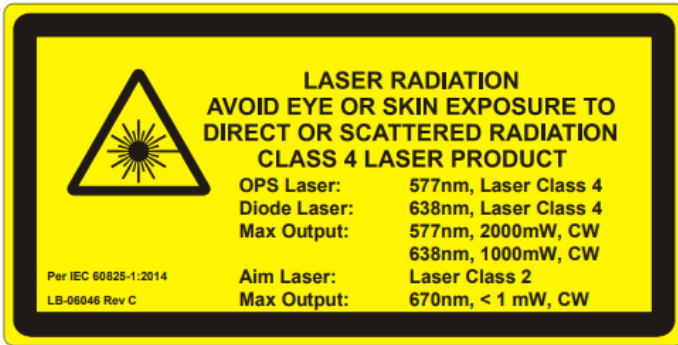 LASER RADIATION
AVOID EYE OR SKIN EXPOSURE TO
DIRECT OR SCATTERED RADIATION
CLASS 4 LASER PRODUCT
OPS Laser: 577nm, Laser Class 4
Diode Laser: 638nm, Laser Class 4
Max Output: 577nm, 2000mW, CW
638nm, 1000mW, CW
Per IEC 60825-1:2014
Aim Laser: Laser Class 2
LB-06046 Rev C
Max Output: 670nm, < 1 mW, CW